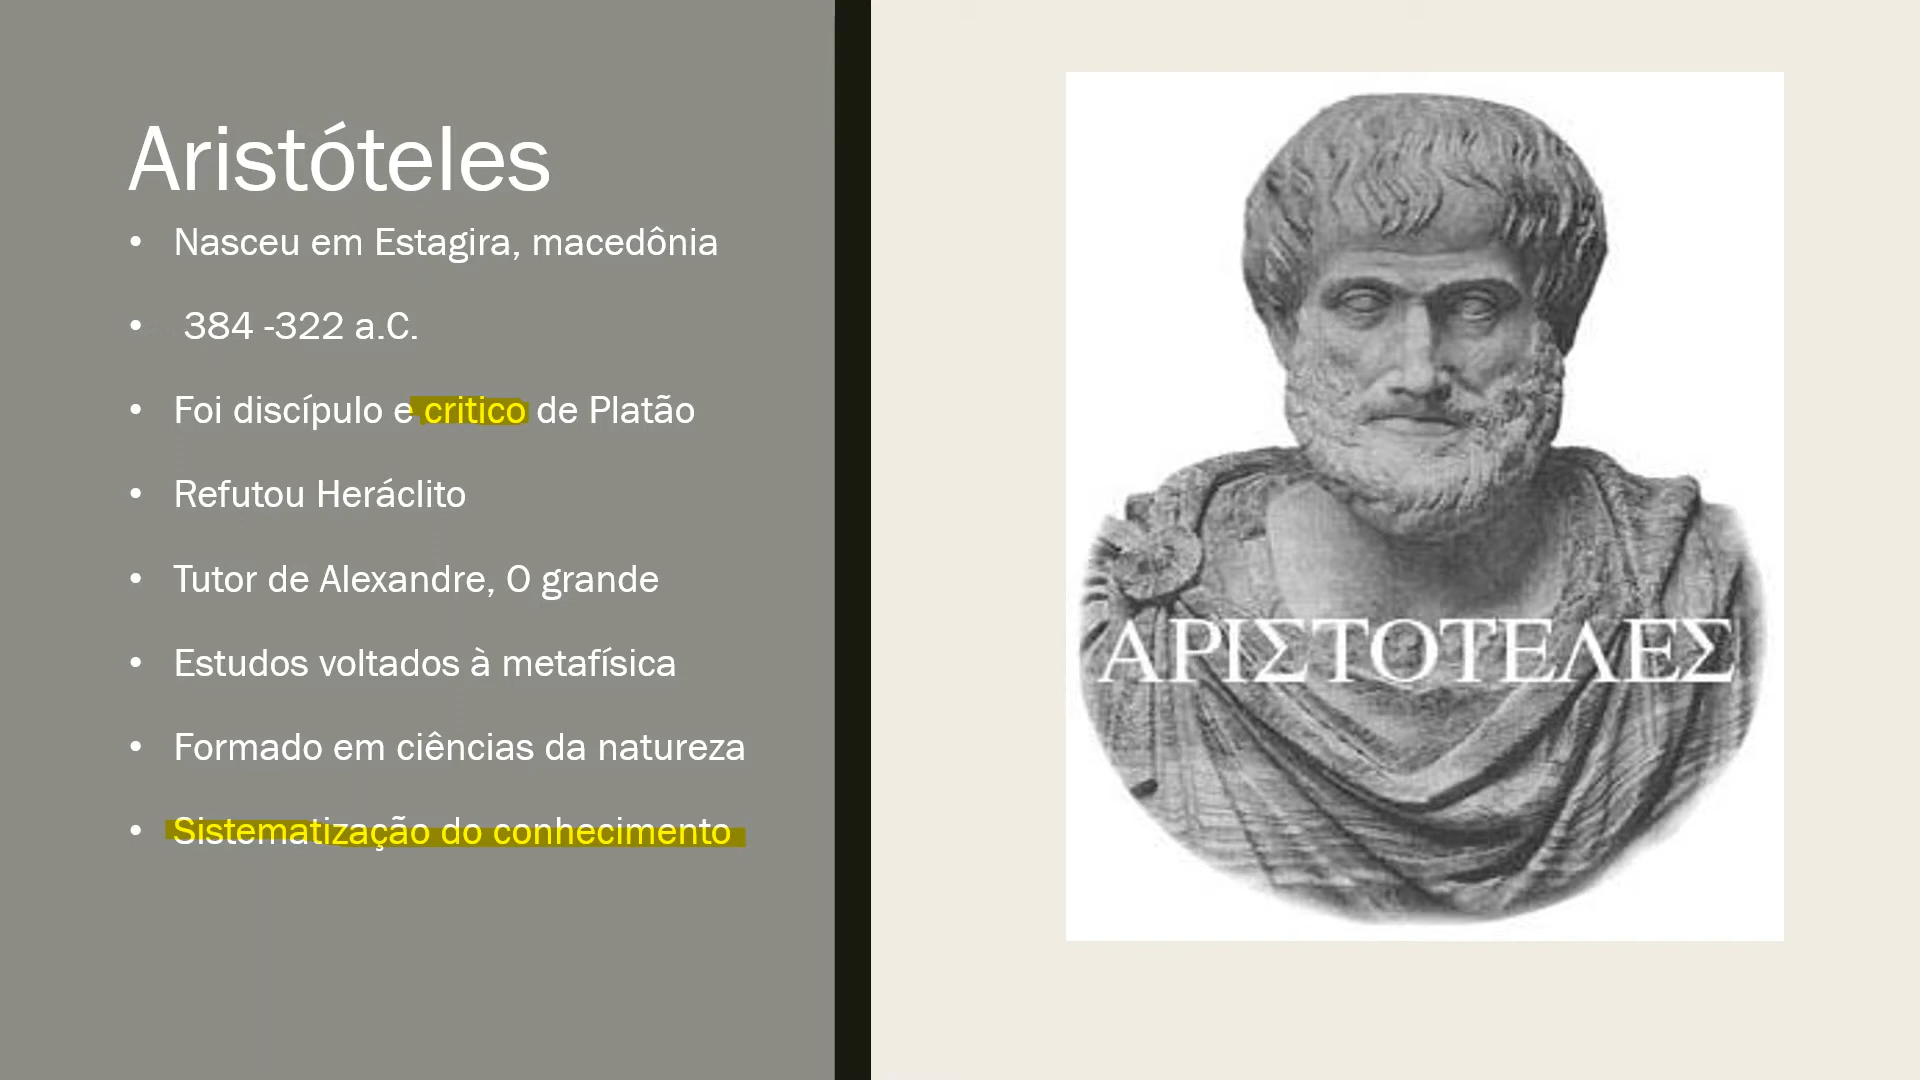 Aristóteles
• Nasceu em Estagira, macedônia
• 384 -322 a.C.
• Foi discípulo e critico de Platão
• Refutou Heráclito
• Tutor de Alexandre, O grande
• Estudos voltados à metafísica
• Formado em ciências da natureza
• Sistematização do conhecimento
ΑΡΙΣΤΟΤΕΛΕΣ